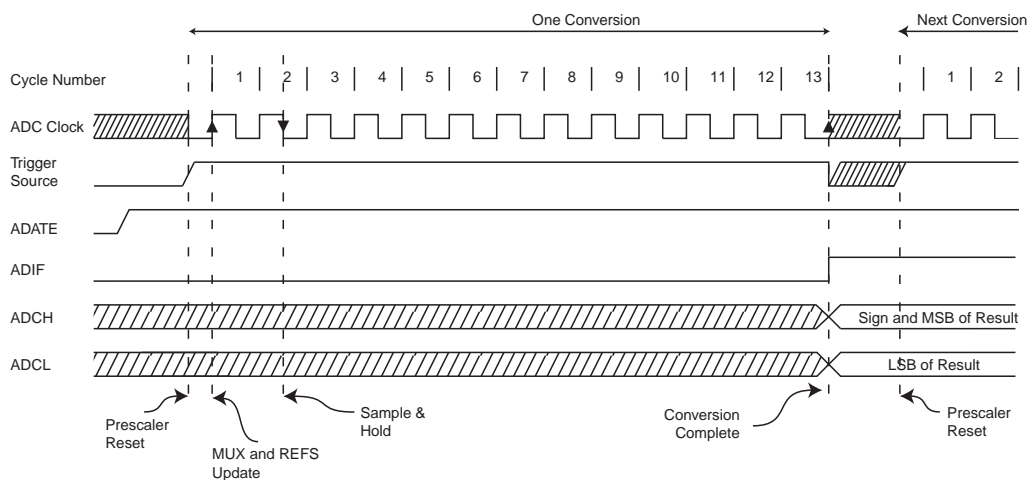 One Conversion
Next Conversion
Cycle Number 1 2 3 4 5 6 7 8 9 10 11 12 13 1 2
ADC Clock
Trigger
Source
ADATE
ADIF
ADCH
Sign and MSB of Result
ADCL
LSB of Result
Prescaler
Reset
MUX and REFS
Update
Sample &
Hold
Conversion
Complete
Prescaler
Reset